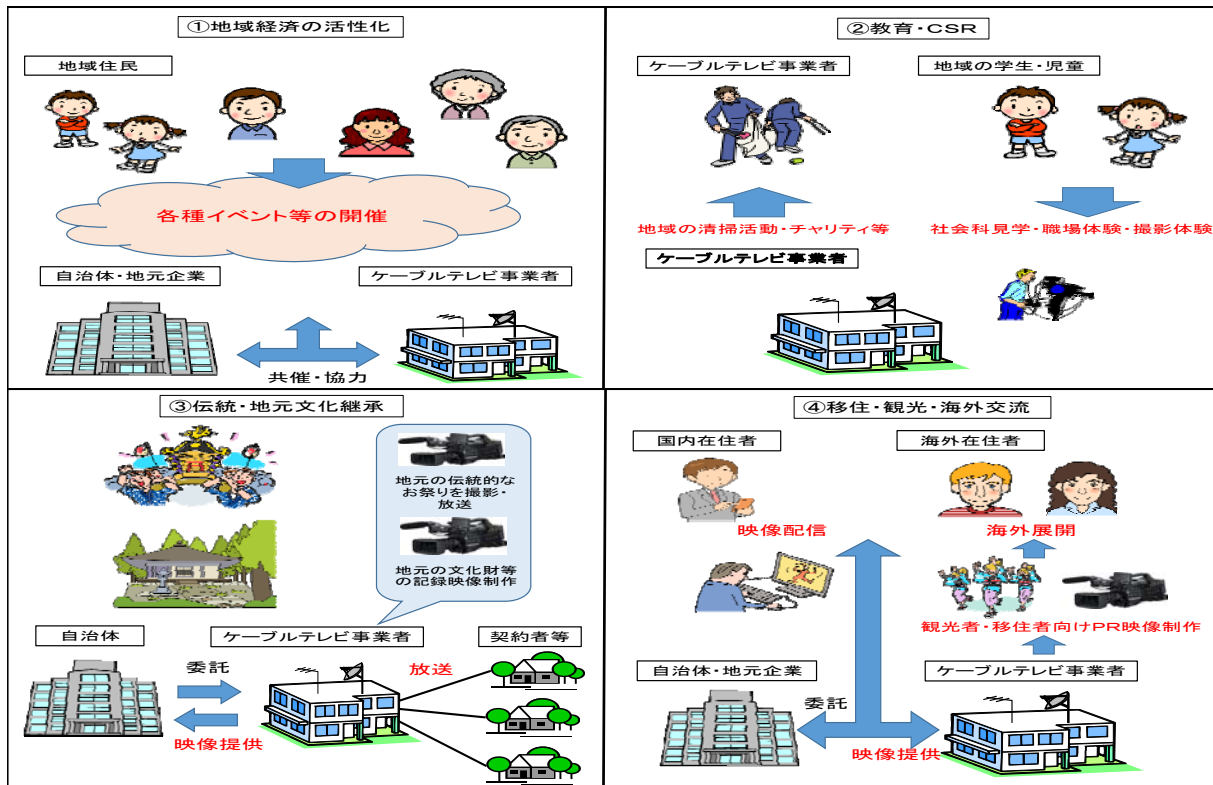 ①地域経済の活性化
地域住民
各種イベント等の開催
自治体・地元企業
ケーブルテレビ事業者
共催・協力
②教育・CSR
ケーブルテレビ事業者
地域の学生・児童
地域の清掃活動・チャリティ等
社会科見学・職場体験・撮影体験
ケーブルテレビ事業者
③伝統・地元文化継承
地元の伝統的な
お祭りを撮影・
放送
地元の文化財等
の記録映像制作
自治体
ケーブルテレビ事業者
契約者等
委託
放送
映像提供
④移住・観光・海外交流
国内在住者
海外在住者
映像配信
海外展開
観光者・移住者向けPR映像制作
自治体・地元企業
ケーブルテレビ事業者
委託
映像提供